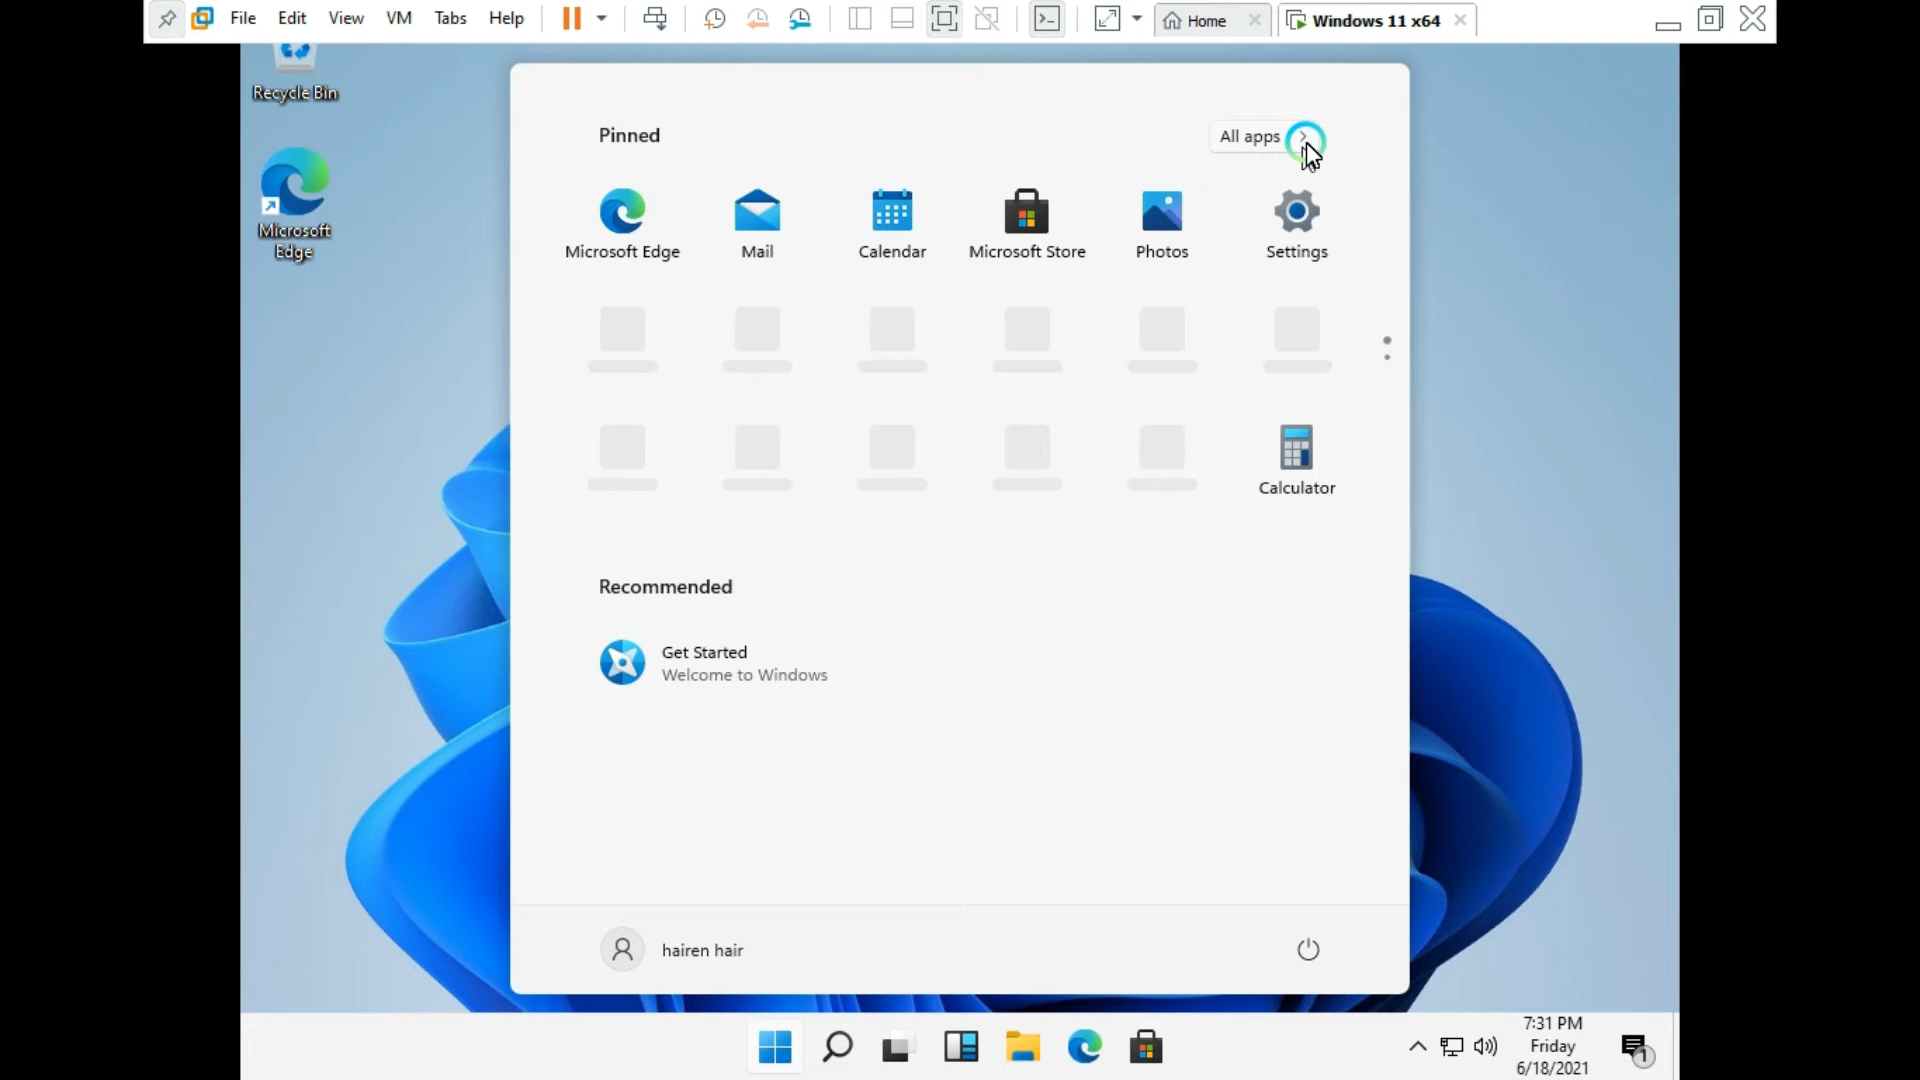 File Edit View VM Tabs Help Home Windows 11 x64
Recycle Bin
Microsoft
Edge
Pinned
All apps
Microsoft Edge Mail Calendar Microsoft Store Photos Settings
Calculator
Recommended
Get Started
Welcome to Windows
hairen hair
7:31 PM
Friday
6/18/2021
1